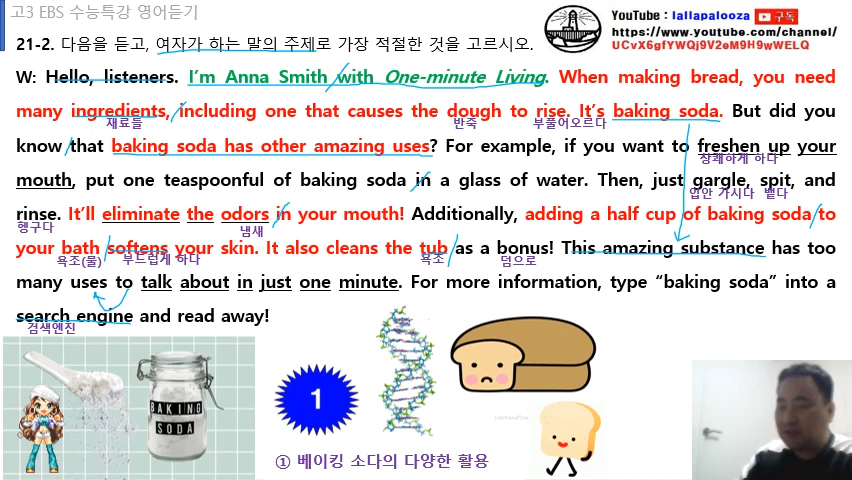 고3 EBS 수능특강 영어듣기
YouTube : lallapalooza 구독
https://www.youtube.com/channel/
UCvX6gfYWQj9V2eM9H9wWELQ
21-2. 다음을 듣고, 여자가 하는 말의 주제로 가장 적절한 것을 고르시오.
W: Hello, listeners. I’m Anna Smith with One-minute Living. When making bread, you need
many ingredients, including one that causes the dough to rise. It’s baking soda. But did you
재료들 반죽 부풀어오르다
know that baking soda has other amazing uses? For example, if you want to freshen up your
상쾌하게 하다
mouth, put one teaspoonful of baking soda in a glass of water. Then, just gargle, spit, and
입안 가시다 뱉다
rinse. It’ll eliminate the odors in your mouth! Additionally, adding a half cup of baking soda to
헹구다 냄새
your bath softens your skin. It also cleans the tub as a bonus! This amazing substance has too
욕조(물) 부드럽게 하다 욕조 덤으로
many uses to talk about in just one minute. For more information, type “baking soda” into a
search engine and read away!
검색엔진
BAKING
SODA
1
① 베이킹 소다의 다양한 활용